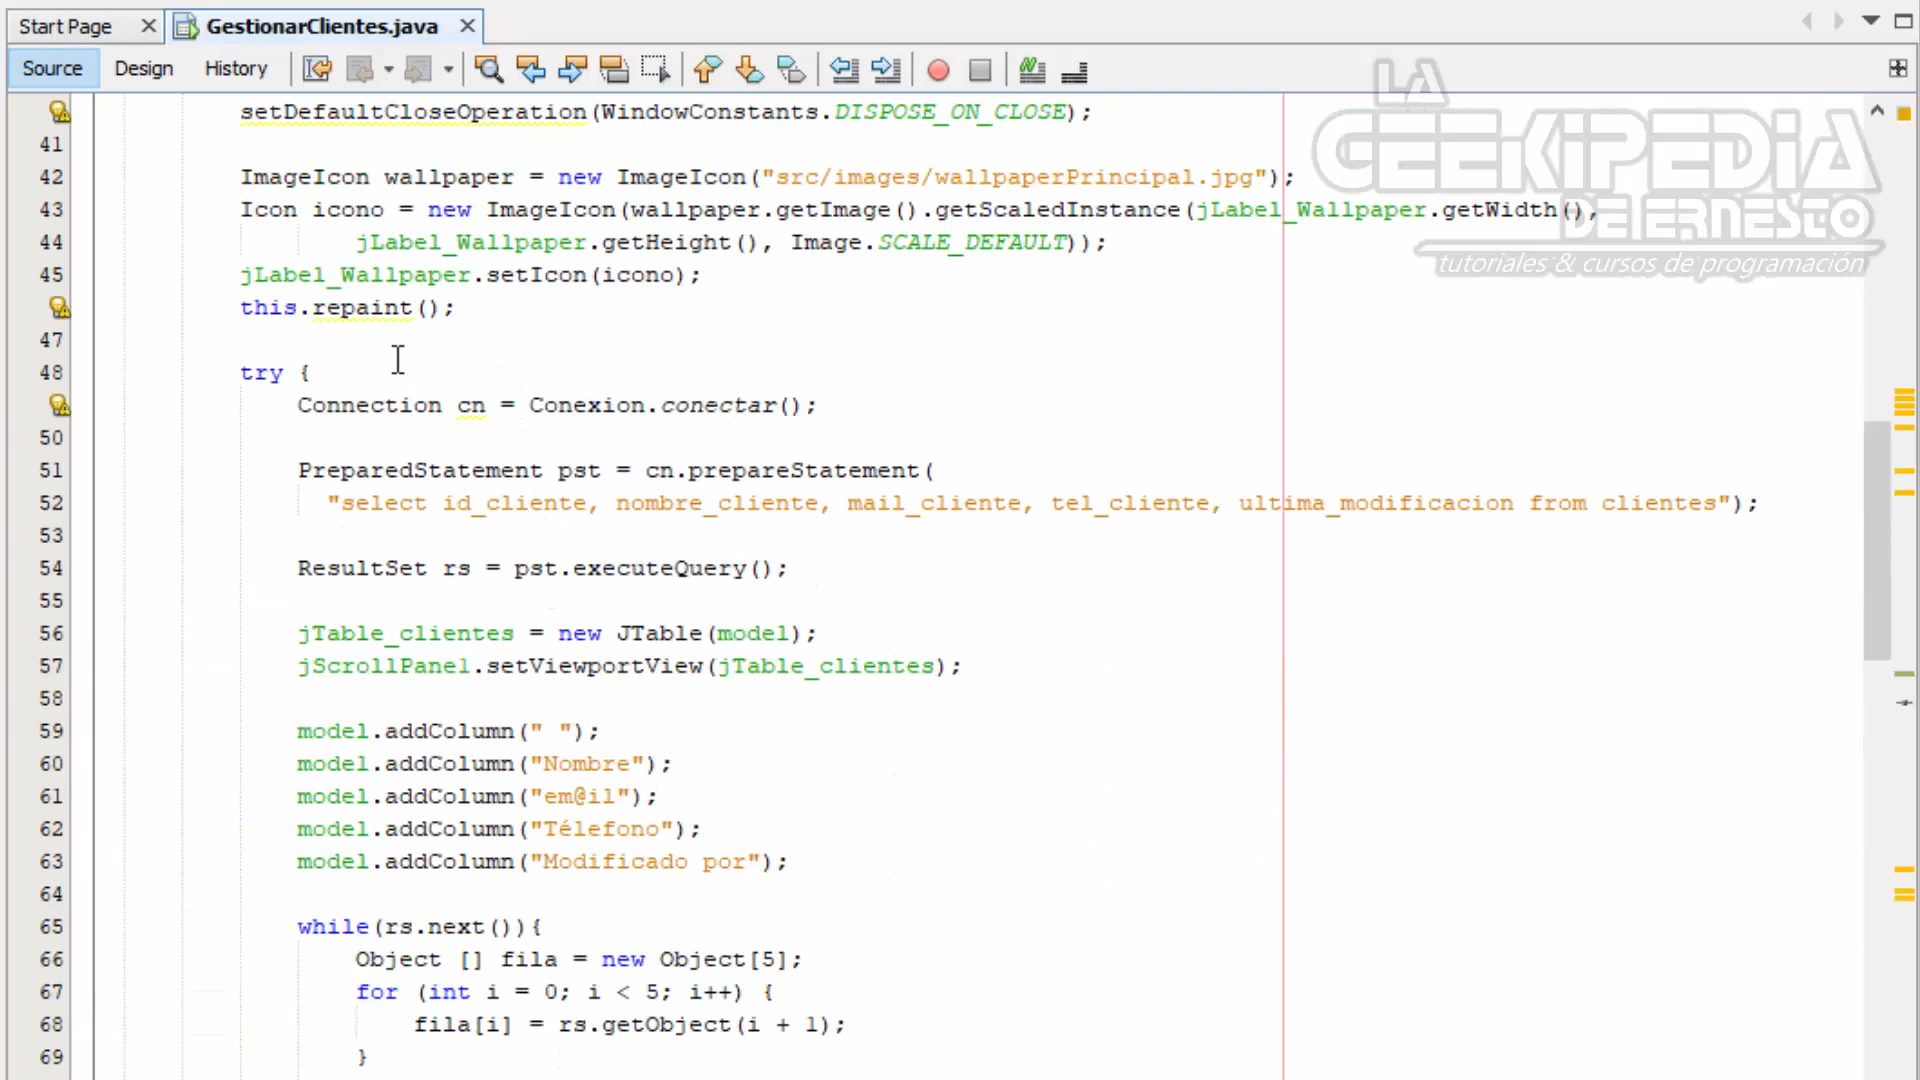 Start Page
GestionarClientes.java
Source Design History
LA
GEEKIPEDIA
DE ERNESTO
tutoriales & cursos de programación
setDefaultCloseOperation(WindowConstants.DISPOSE_ON_CLOSE);
41
42 ImageIcon wallpaper = new ImageIcon("src/images/wallpaperPrincipal.jpg");
43 Icon icono = new ImageIcon(wallpaper.getImage().getScaledInstance(jLabel_Wallpaper.getWidth(),
44 jLabel_Wallpaper.getHeight(), Image.SCALE_DEFAULT));
45 jLabel_Wallpaper.setIcon(icono);
this.repaint();
47
48 try {
Connection cn = Conexion.conectar();
50
51 PreparedStatement pst = cn.prepareStatement(
52 "select id_cliente, nombre_cliente, mail_cliente, tel_cliente, ultima_modificacion from clientes");
53
54 ResultSet rs = pst.executeQuery();
55
56 jTable_clientes = new JTable(model);
57 jScrollPane1.setViewportView(jTable_clientes);
58
59 model.addColumn(" ");
60 model.addColumn("Nombre");
61 model.addColumn("em@il");
62 model.addColumn("Télefono");
63 model.addColumn("Modificado por");
64
65 while(rs.next()){
66 Object [] fila = new Object[5];
67 for (int i = 0; i < 5; i++) {
68 fila[i] = rs.getObject(i + 1);
69 }